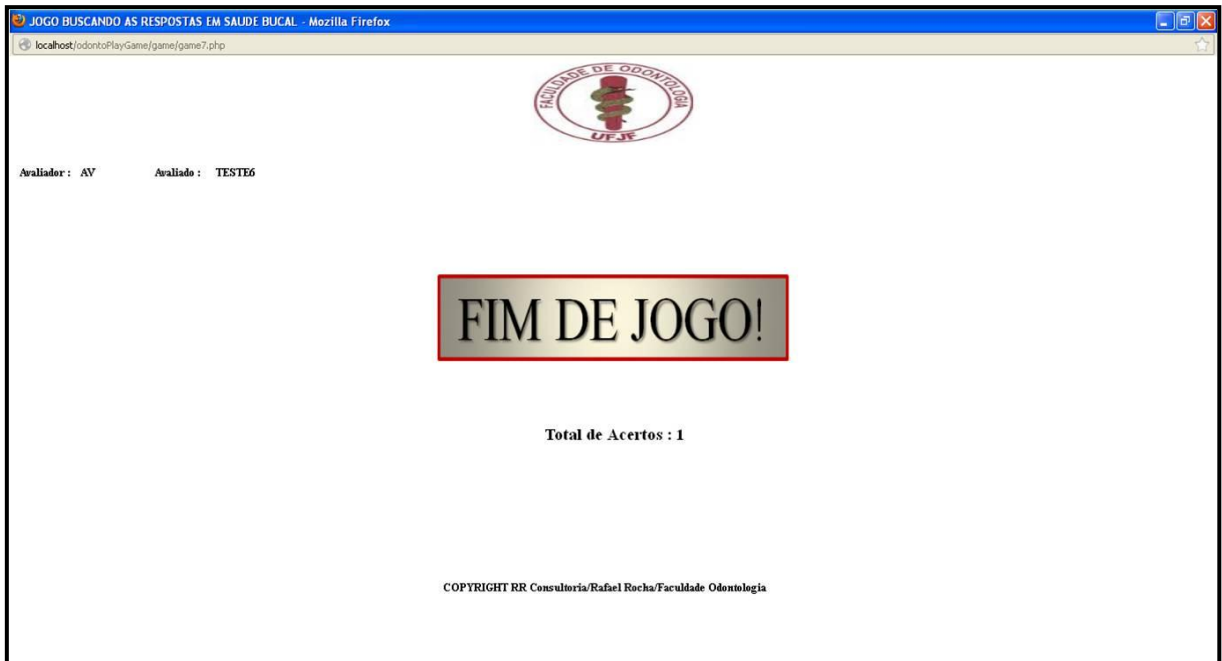 JOGO BUSCANDO AS RESPOSTAS EM SAUDE BUCAL - Mozilla Firefox
localhost/odontoPlayGame/game/game7.php
FACULDADE DE ODONTOLOGIA
UFJF
Avaliador : AV Avaliado : TESTE6
FIM DE JOGO!
Total de Acertos : 1
COPYRIGHT RR Consultoria/Rafael Rocha/Faculdade Odontologia